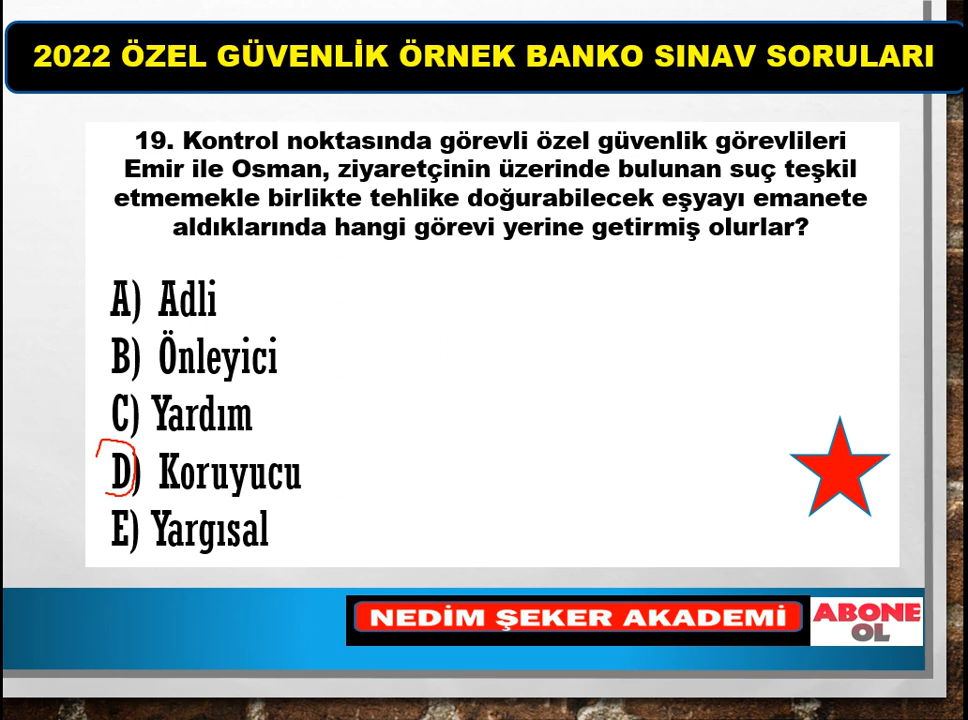 2022 ÖZEL GÜVENLİK ÖRNEK BANKO SINAV SORULARI
19. Kontrol noktasında görevli özel güvenlik görevlileri
Emir ile Osman, ziyaretçinin üzerinde bulunan suç teşkil
etmemekle birlikte tehlike doğurabilecek eşyayı emanete
aldıklarında hangi görevi yerine getirmiş olurlar?
A) Adli
B) Önleyici
C) Yardım
D) Koruyucu
E) Yargısal
NEDİM ŞEKER AKADEMİ
ABONE
OL